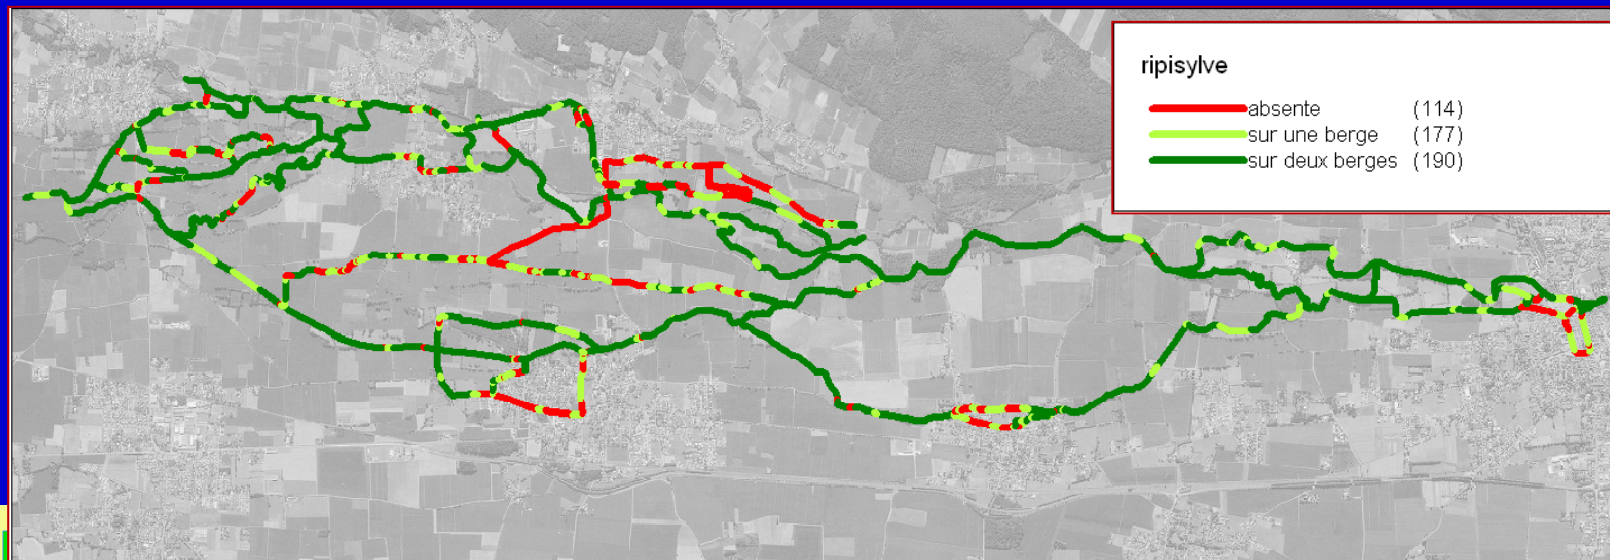 ripisylve
absente (114)
sur une berge (177)
sur deux berges (190)